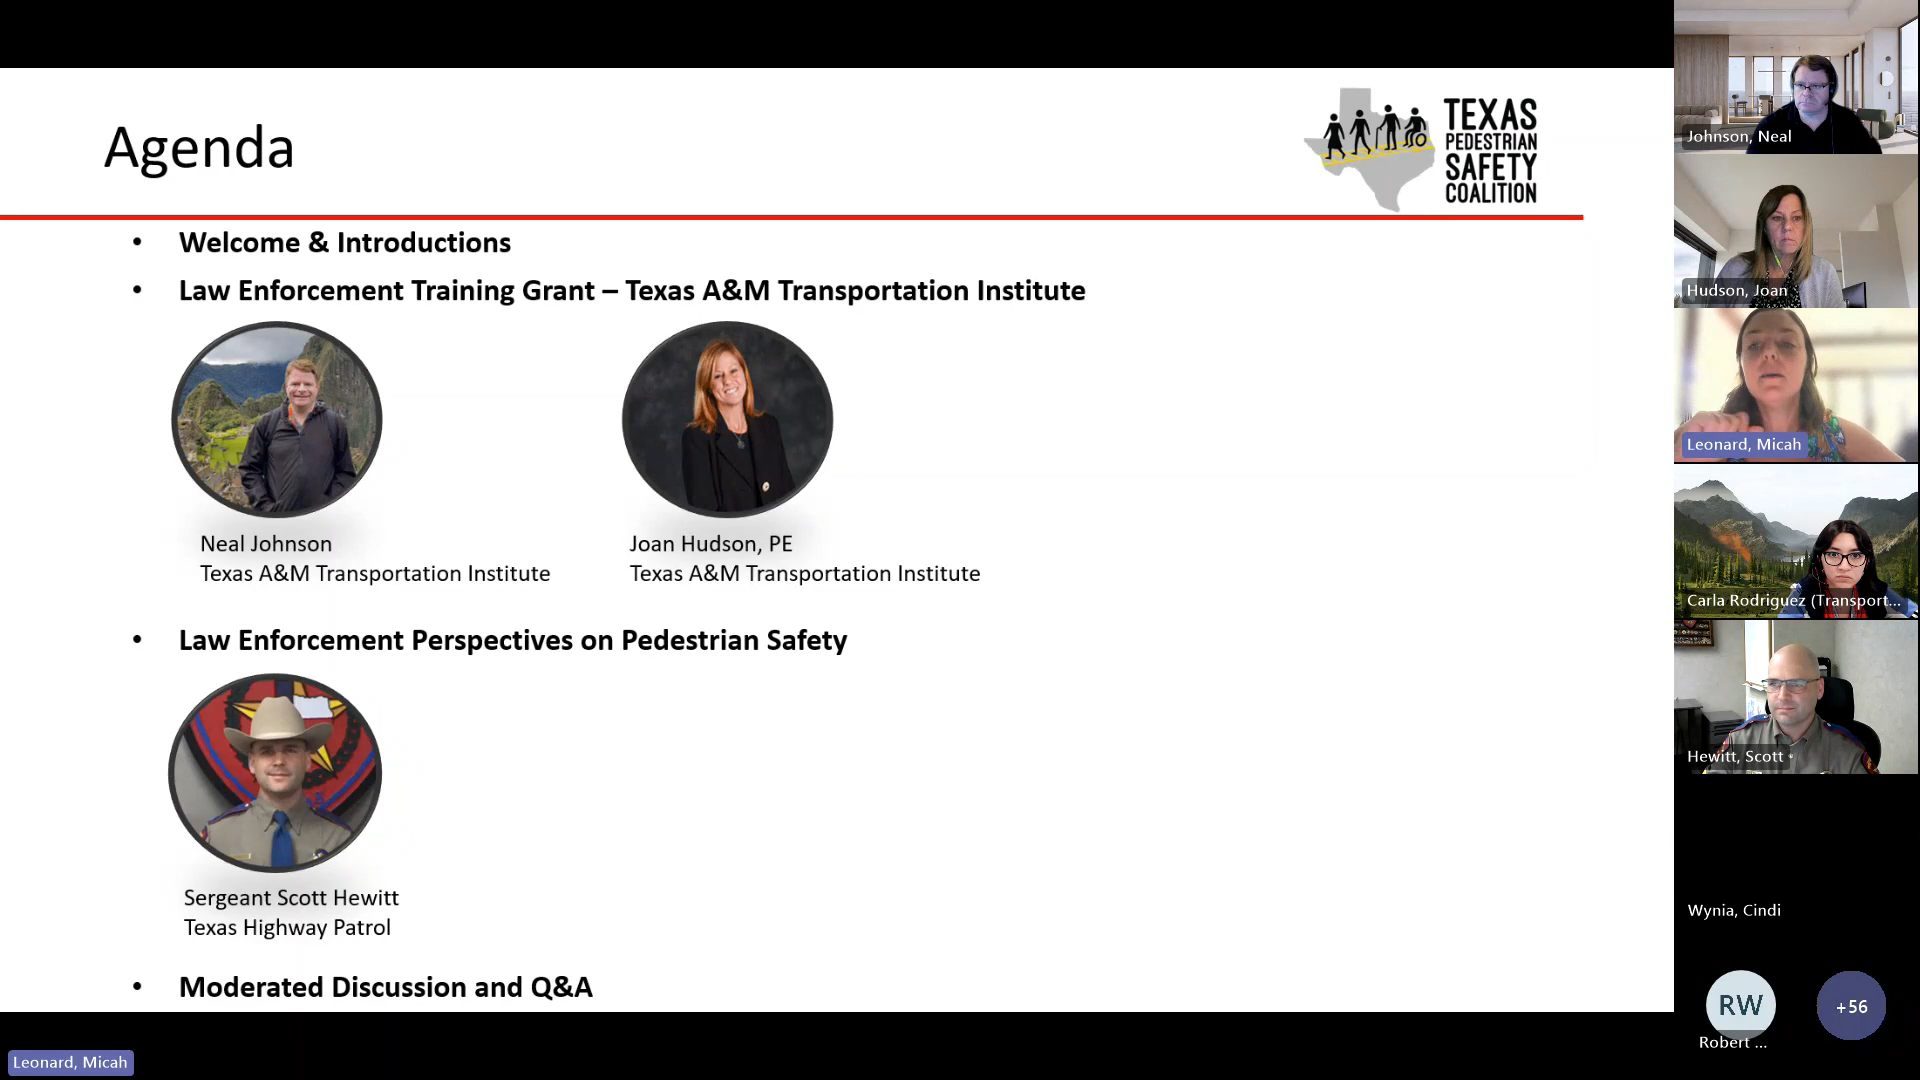 Agenda
TEXAS
PEDESTRIAN
SAFETY
COALITION
• Welcome & Introductions
• Law Enforcement Training Grant – Texas A&M Transportation Institute
Neal Johnson
Texas A&M Transportation Institute
Joan Hudson, PE
Texas A&M Transportation Institute
• Law Enforcement Perspectives on Pedestrian Safety
Sergeant Scott Hewitt
Texas Highway Patrol
• Moderated Discussion and Q&A
Leonard, Micah
Johnson, Neal
Hudson, Joan
Leonard, Micah
Carla Rodriguez (Transport...
Hewitt, Scott
Wynia, Cindi
RW
Robert ...
+56